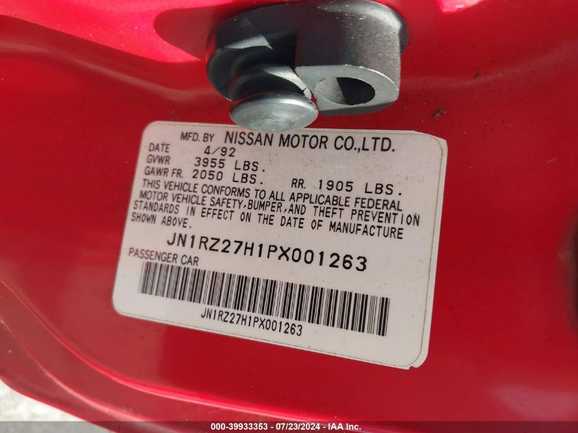 MFD. BY NISSAN MOTOR CO.,LTD.
DATE 4/92
GVWR 3955 LBS.
GAWR FR. 2050 LBS. RR. 1905 LBS.
THIS VEHICLE CONFORMS TO ALL APPLICABLE FEDERAL
MOTOR VEHICLE SAFETY,BUMPER,AND THEFT PREVENTION
STANDARDS IN EFFECT ON THE DATE OF MANUFACTURE
SHOWN ABOVE.
JN1RZ27H1PX001263
PASSENGER CAR
JN1RZ27H1PX001263
000-39933353 - 07/23/2024 - IAAI.COM